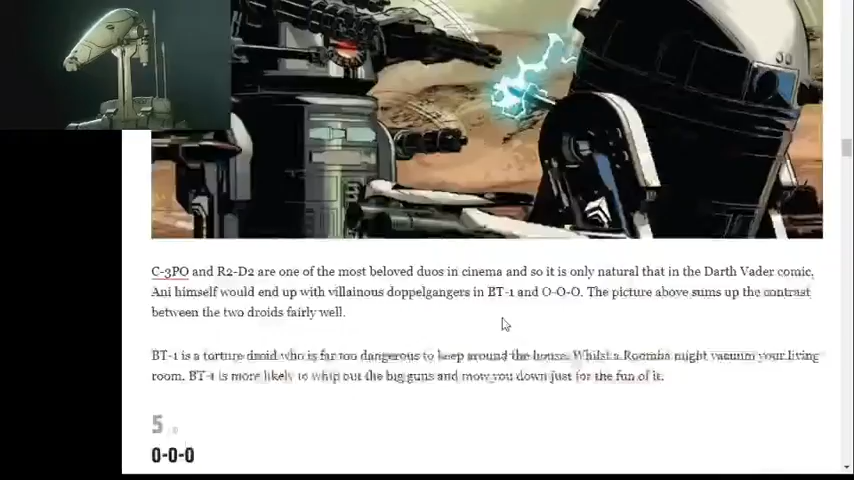 C-3PO and R2-D2 are one of the most beloved duos in cinema and so it is only natural that in the Darth Vader comic,
Ani himself would end up with villainous doppelgangers in BT-1 and O-O-O. The picture above sums up the contrast
between the two droids fairly well.
BT-1 is a torture droid who is far too dangerous to keep around the house. Whilst a Roomba might vacuum your living
room, BT-1 is more likely to whip out the big guns and mow you down just for the fun of it.
5
0-0-0